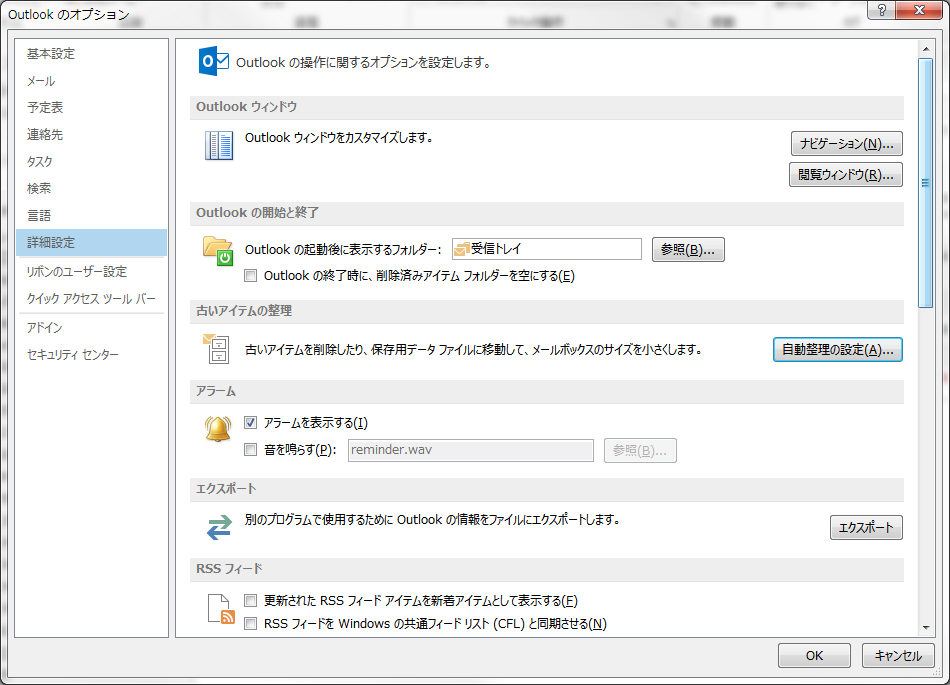 Outlook のオプション
?
基本設定
メール
予定表
連絡先
タスク
検索
言語
詳細設定
リボンのユーザー設定
クイック アクセス ツール バー
アドイン
セキュリティ センター
Outlook の操作に関するオプションを設定します。
Outlook ウィンドウ
Outlook ウィンドウをカスタマイズします。
ナビゲーション(N)...
閲覧ウィンドウ(R)...
Outlook の開始と終了
Outlook の起動後に表示するフォルダー: 受信トレイ 参照(B)...
Outlook の終了時に、削除済みアイテム フォルダーを空にする(E)
古いアイテムの整理
古いアイテムを削除したり、保存用データ ファイルに移動して、メールボックスのサイズを小さくします。 自動整理の設定(A)...
アラーム
アラームを表示する(I)
音を鳴らす(P): reminder.wav 参照(B)...
エクスポート
別のプログラムで使用するために Outlook の情報をファイルにエクスポートします。
エクスポート
RSS フィード
更新された RSS フィード アイテムを新着アイテムとして表示する(F)
RSS フィードを Windows の共通フィード リスト (CFL) と同期させる(N)
OK キャンセル